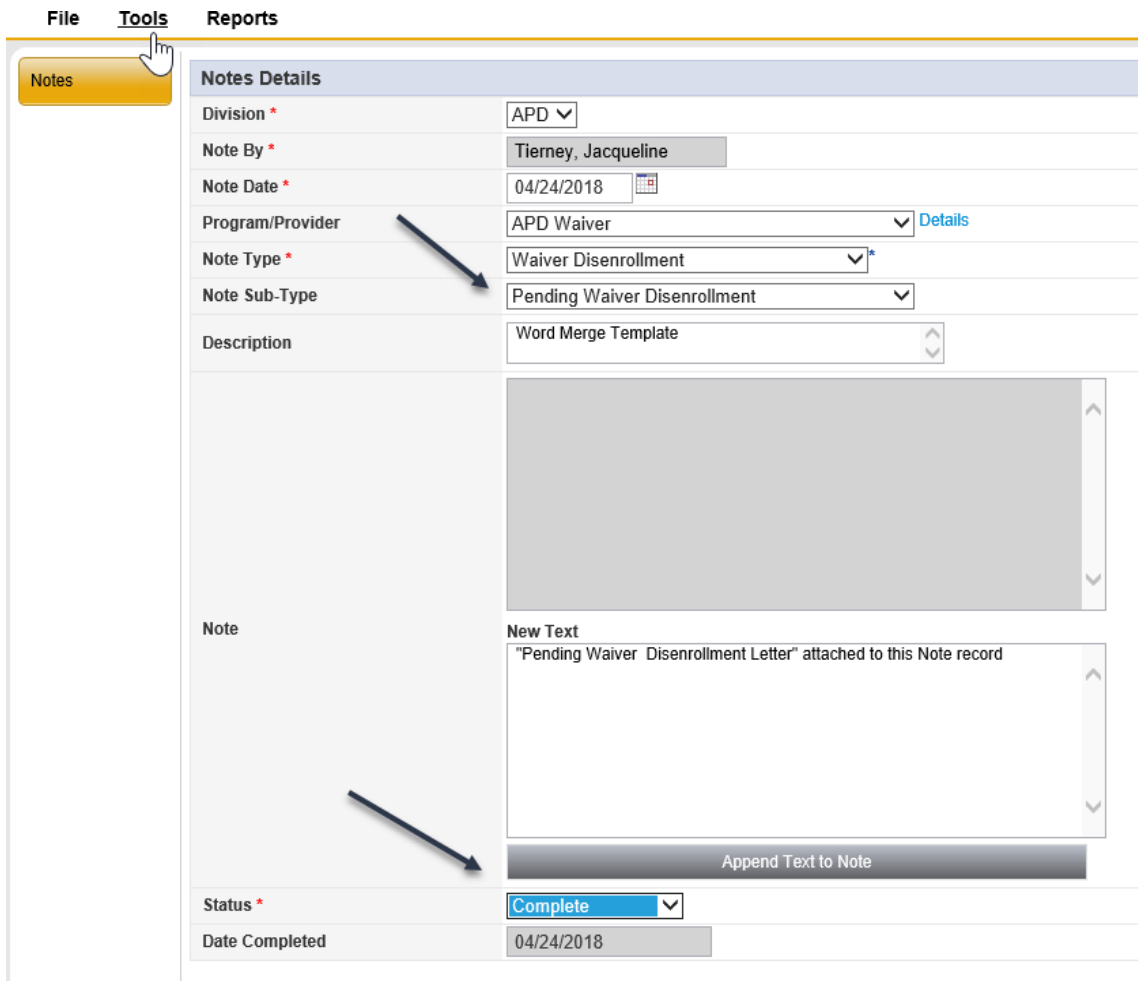 File Tools Reports
Notes
Notes Details
Division * APD
Note By * Tierney, Jacqueline
Note Date * 04/24/2018
Program/Provider APD Waiver Details
Note Type * Waiver Disenrollment *
Note Sub-Type Pending Waiver Disenrollment
Description Word Merge Template
Note
New Text
"Pending Waiver  Disenrollment Letter" attached to this Note record
Append Text to Note
Status * Complete
Date Completed 04/24/2018